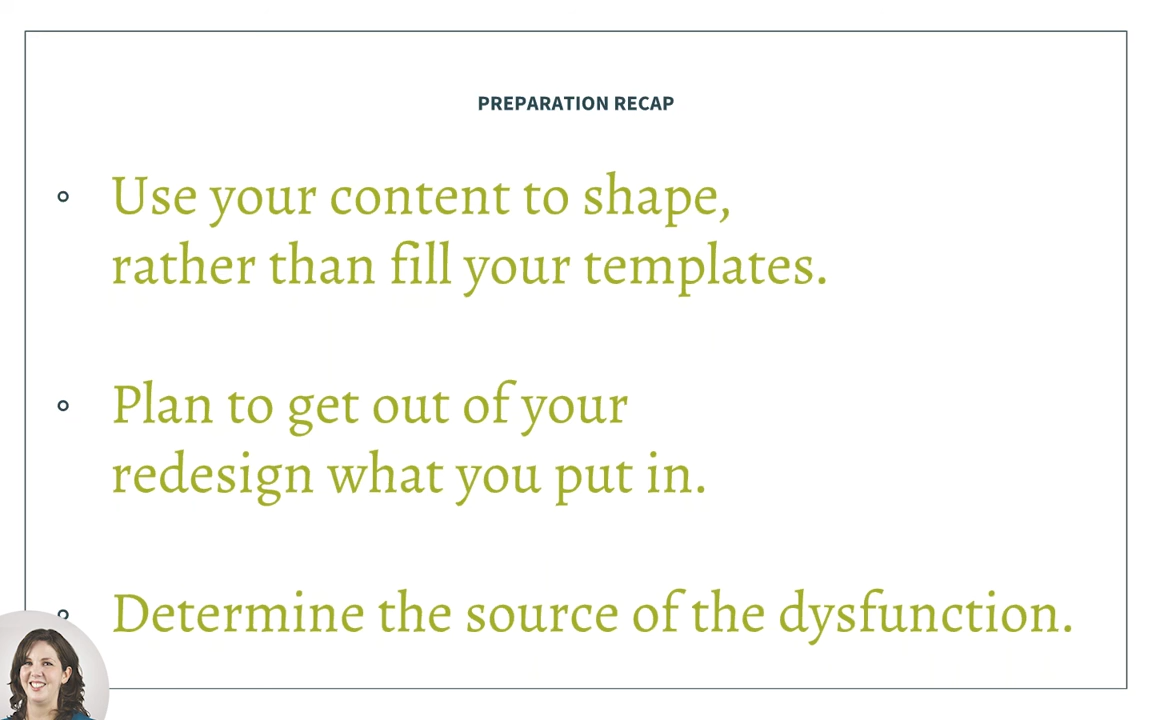 PREPARATION RECAP
Use your content to shape,
rather than fill your templates.
Plan to get out of your
redesign what you put in.
Determine the source of the dysfunction.